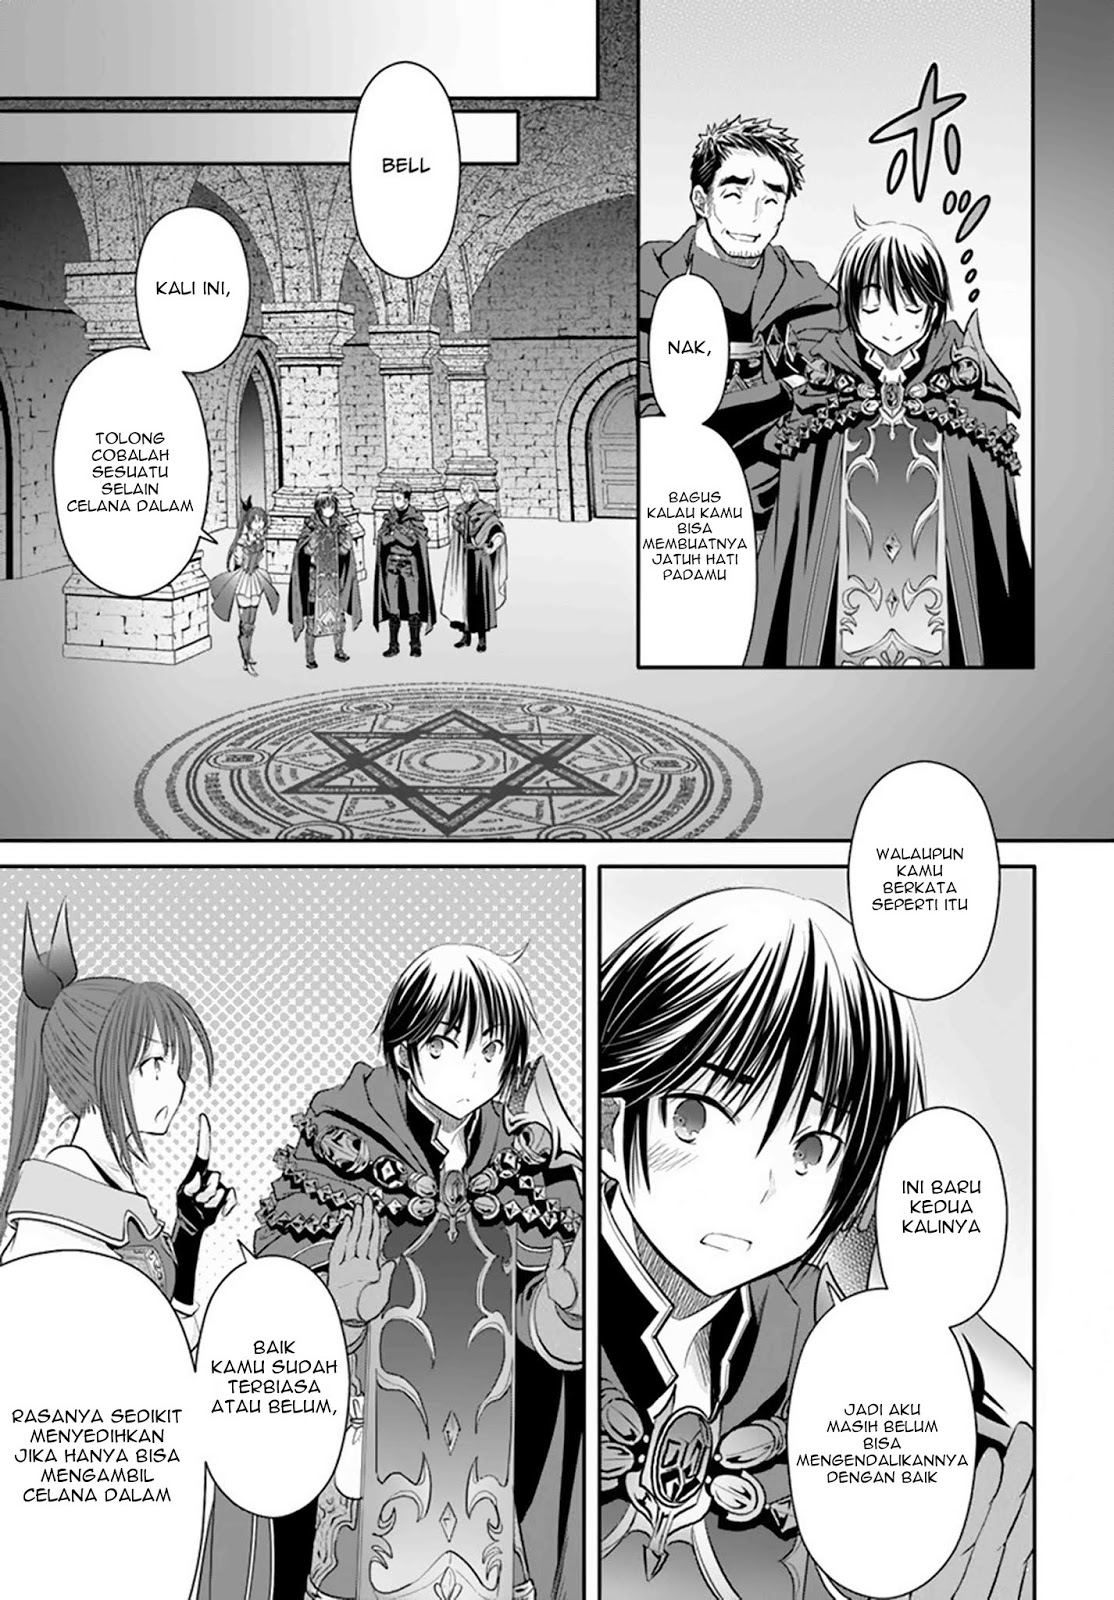 ポッ
NAK,
BAGUS
KALAU KAMU
BISA
MEMBUATNYA
JATUH HATI
PADAMU
BELL
KALI INI,
TOLONG
COBALAH
SESUATU
SELAIN
CELANA DALAM
WALAUPUN
KAMU
BERKATA
SEPERTI ITU
INI BARU
KEDUA
KALINYA
JADI AKU
MASIH BELUM
BISA
MENGENDALIKANNYA
DENGAN BAIK
BAIK
KAMU SUDAH
TERBIASA
ATAU BELUM,
RASANYA SEDIKIT
MENYEDIHKAN
JIKA HANYA BISA
MENGAMBIL
CELANA DALAM